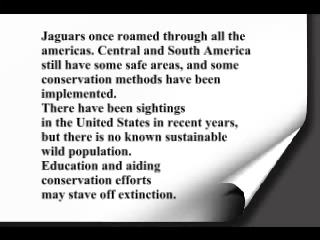 Jaguars once roamed through all the
americas. Central and South America
still have some safe areas, and some
conservation methods have been
implemented.
There have been sightings
in the United States in recent years,
but there is no known sustainable
wild population.
Education and aiding
conservation efforts
may stave off extinction.